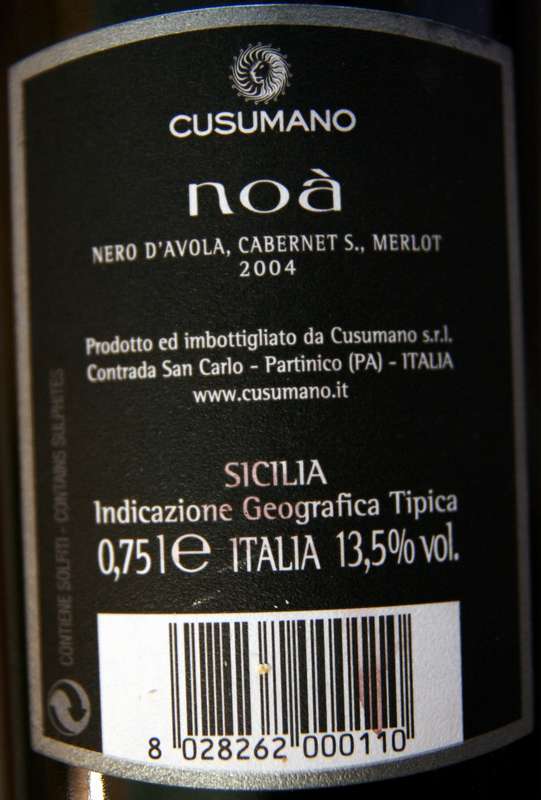 CUSUMANO
noà
NERO D'AVOLA, CABERNET S., MERLOT
2004
Prodotto ed imbottigliato da Cusumano s.r.l.
Contrada San Carlo - Partinico (PA) - ITALIA
www.cusumano.it
SICILIA
Indicazione Geografica Tipica
0,75 l e ITALIA 13,5% vol.
CONTIENE SOLFITI - CONTAINS SULPHITES
8 028262 000110